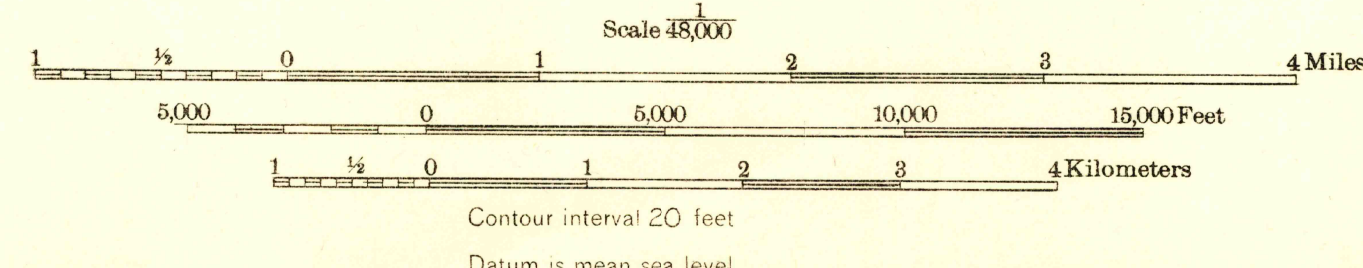 Scale 1/48,000
1 ½ 0 1 2 3 4 Miles
5,000 0 5,000 10,000 15,000 Feet
1 ½ 0 1 2 3 4 Kilometers
Contour interval 20 feet
Datum is mean sea level